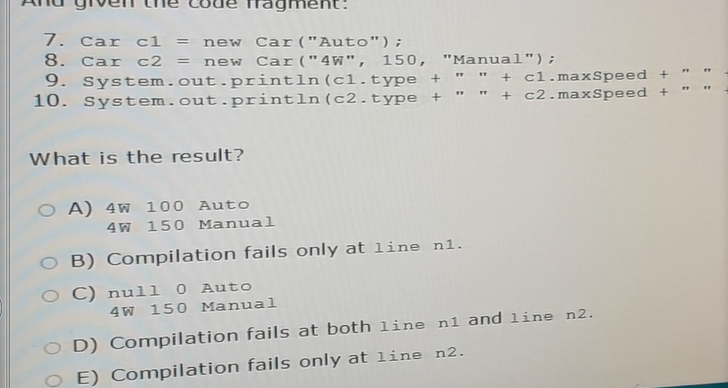 And given the code fragment:
7. Car c1 = new Car("Auto");
8. Car c2 = new Car("4W", 150, "Manual");
9. System.out.println(c1.type + " " + c1.maxSpeed + " "
10. System.out.println(c2.type + " " + c2.maxSpeed + " "
What is the result?
A) 4W 100 Auto
4W 150 Manual
B) Compilation fails only at line n1.
C) null 0 Auto
4W 150 Manual
D) Compilation fails at both line n1 and line n2.
E) Compilation fails only at line n2.